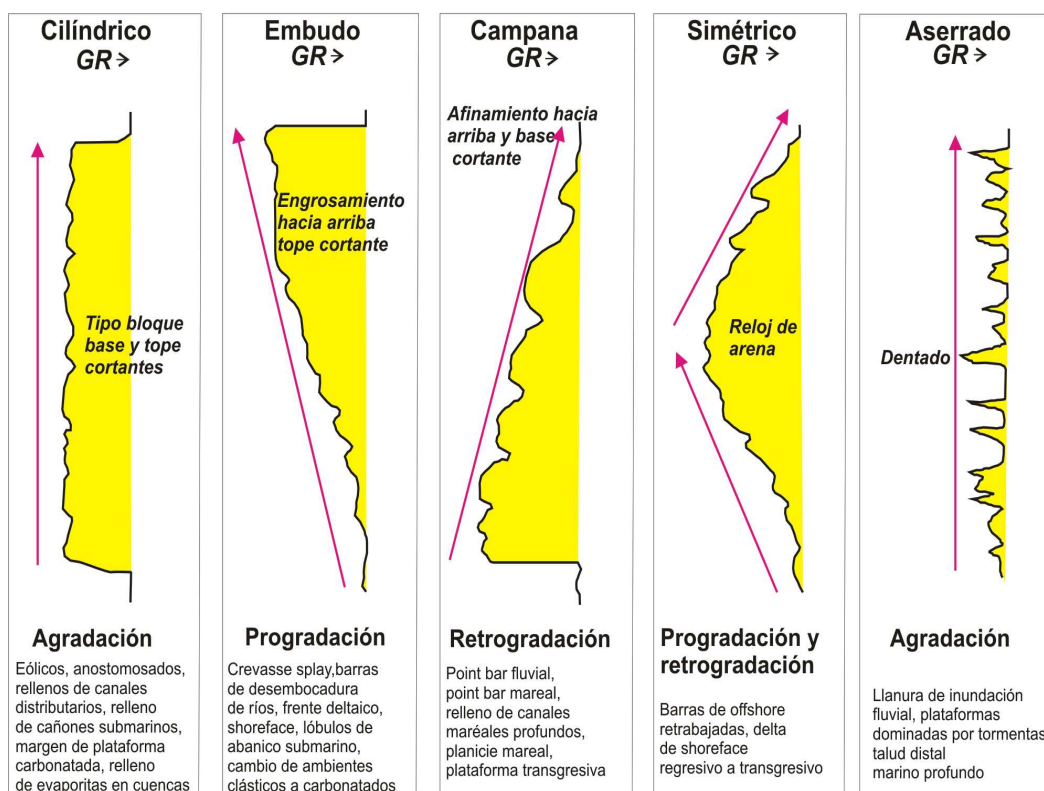 Cilíndrico
GR >
Tipo bloque
base y tope
cortantes
Agradación
Eólicos, anostomosados,
rellenos de canales
distributarios, relleno
de cañones submarinos,
margen de plataforma
carbonatada, relleno
de evaporitas en cuencas
Embudo
GR >
Engrosamiento
hacia arriba
tope cortante
Progradación
Crevasse splay,barras
de desembocadura
de ríos, frente deltaico,
shoreface, lóbulos de
abanico submarino,
cambio de ambientes
clásticos a carbonatados
Campana
GR >
Afinamiento hacia
arriba y base
cortante
Retrogradación
Point bar fluvial,
point bar mareal,
relleno de canales
maréales profundos,
planicie mareal,
plataforma transgresiva
Simétrico
GR >
Reloj de
arena
Progradación y
retrogradación
Barras de offshore
retrabajadas, delta
de shoreface
regresivo a transgresivo
Aserrado
GR >
Dentado
Agradación
Llanura de inundación
fluvial, plataformas
dominadas por tormentas
talud distal
marino profundo